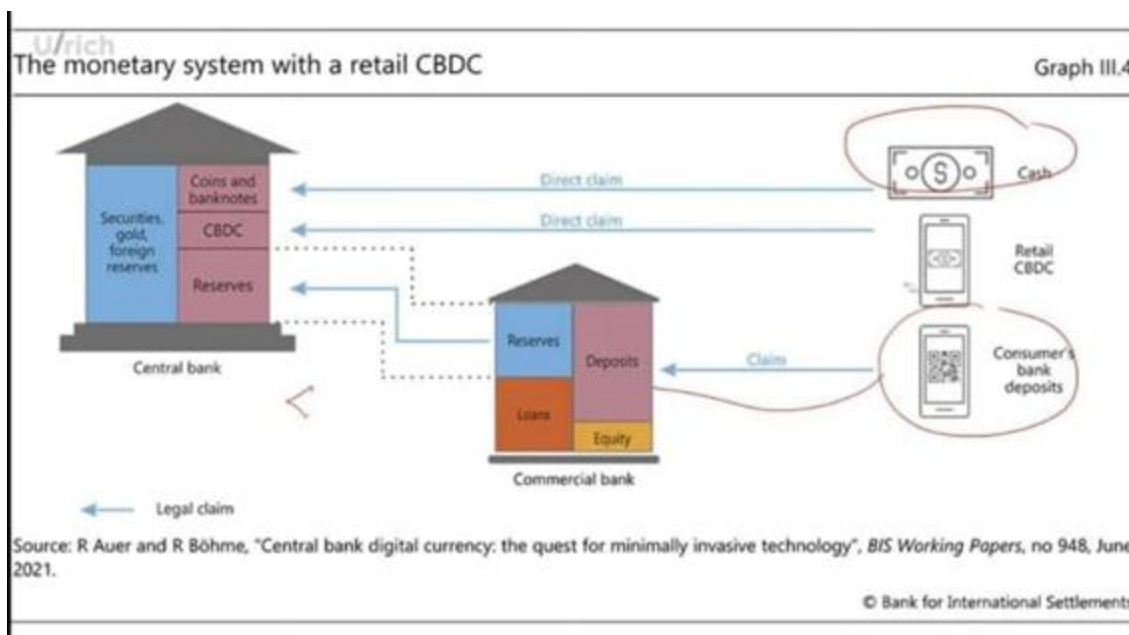 U/rich
The monetary system with a retail CBDC
Graph III.4
Coins and
banknotes
Direct claim
Cash
Securities,
gold,
foreign
reserves
CBDC
Direct claim
Retail
CBDC
Reserves
Reserves
Deposits
Claim
Consumer's
bank
deposits
Central bank
Loans
Equity
Commercial bank
Legal claim
Source: R Auer and R Böhme, "Central bank digital currency: the quest for minimally invasive technology", BIS Working Papers, no 948, June
2021.
© Bank for International Settlements